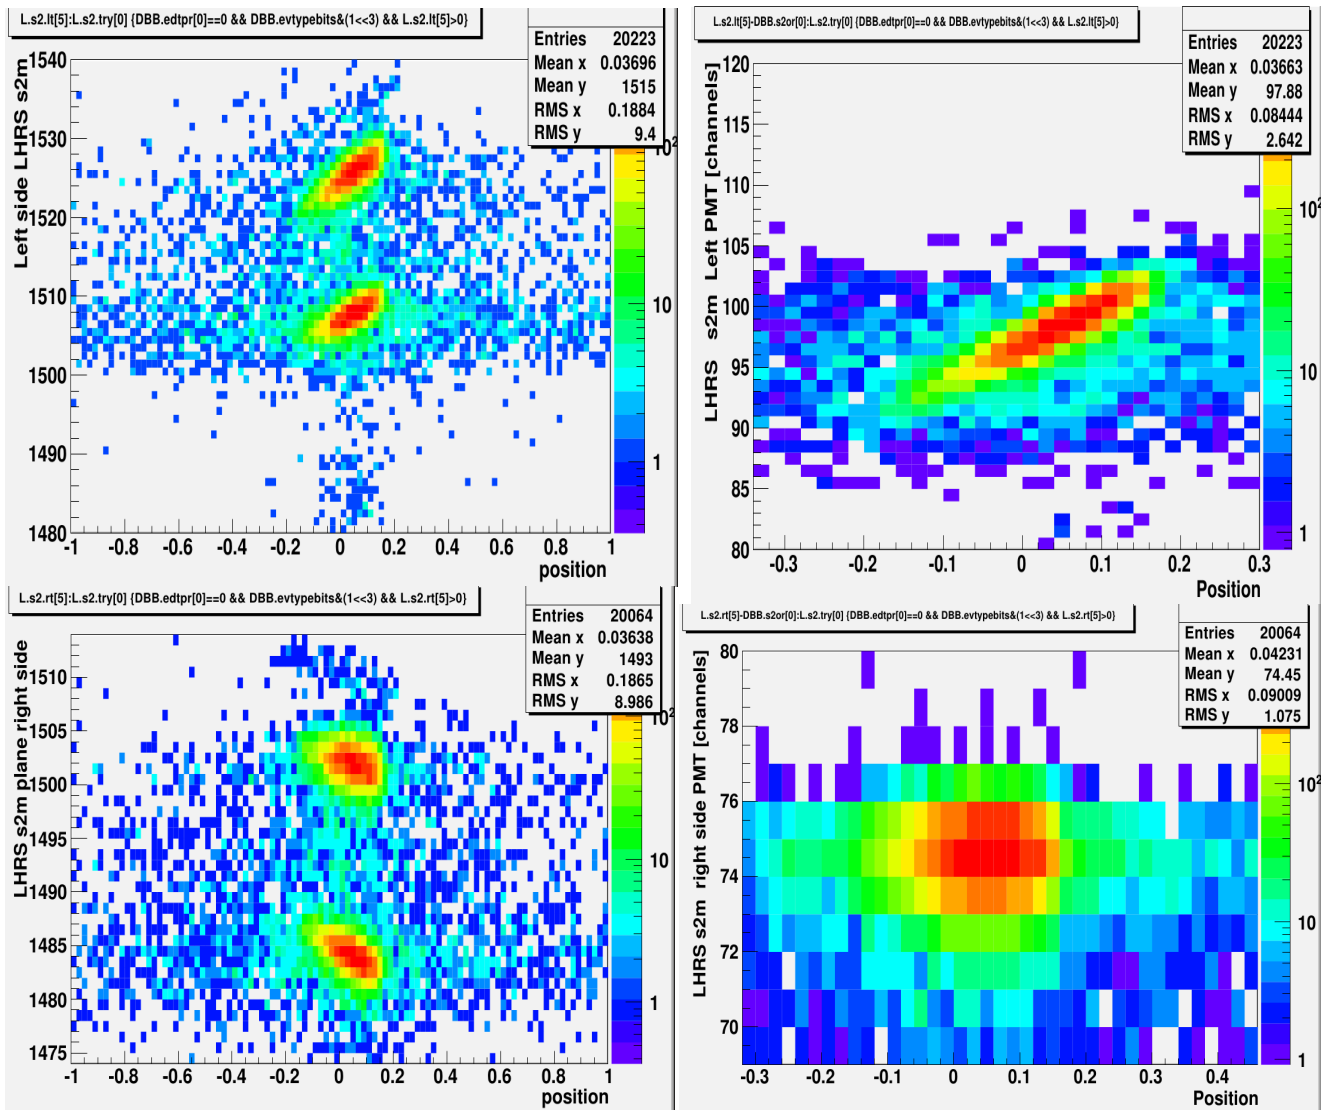 L.s2.lt[5]:L.s2.try[0] {DBB.edtpr[0]==0 && DBB.evtypebits&(1<<3) && L.s2.lt[5]>0}
Entries 20223
Mean x 0.03696
Mean y 1515
RMS x 0.1884
RMS y 9.4
Left side LHRS s2m
1540
1530
1520
1510
1500
1490
1480
-1 -0.8 -0.6 -0.4 -0.2 0 0.2 0.4 0.6 0.8 1
position
10²
10
1
L.s2.lt[5]-DBB.s2or[0]:L.s2.try[0] {DBB.edtpr[0]==0 && DBB.evtypebits&(1<<3) && L.s2.lt[5]>0}
Entries 20223
Mean x 0.03663
Mean y 97.88
RMS x 0.08444
RMS y 2.642
LHRS s2m Left PMT [channels]
120
115
110
105
100
95
90
85
80
-0.3 -0.2 -0.1 0 0.1 0.2 0.3
Position
10²
10
1
L.s2.rt[5]:L.s2.try[0] {DBB.edtpr[0]==0 && DBB.evtypebits&(1<<3) && L.s2.rt[5]>0}
Entries 20064
Mean x 0.03638
Mean y 1493
RMS x 0.1865
RMS y 8.986
LHRS s2m plane right side
1510
1505
1500
1495
1490
1485
1480
1475
-1 -0.8 -0.6 -0.4 -0.2 0 0.2 0.4 0.6 0.8 1
position
10²
10
1
L.s2.rt[5]-DBB.s2or[0]:L.s2.try[0] {DBB.edtpr[0]==0 && DBB.evtypebits&(1<<3) && L.s2.rt[5]>0}
Entries 20064
Mean x 0.04231
Mean y 74.45
RMS x 0.09009
RMS y 1.075
LHRS s2m right side PMT [channels]
80
78
76
74
72
70
-0.3 -0.2 -0.1 0 0.1 0.2 0.3 0.4
Position
10²
10
1